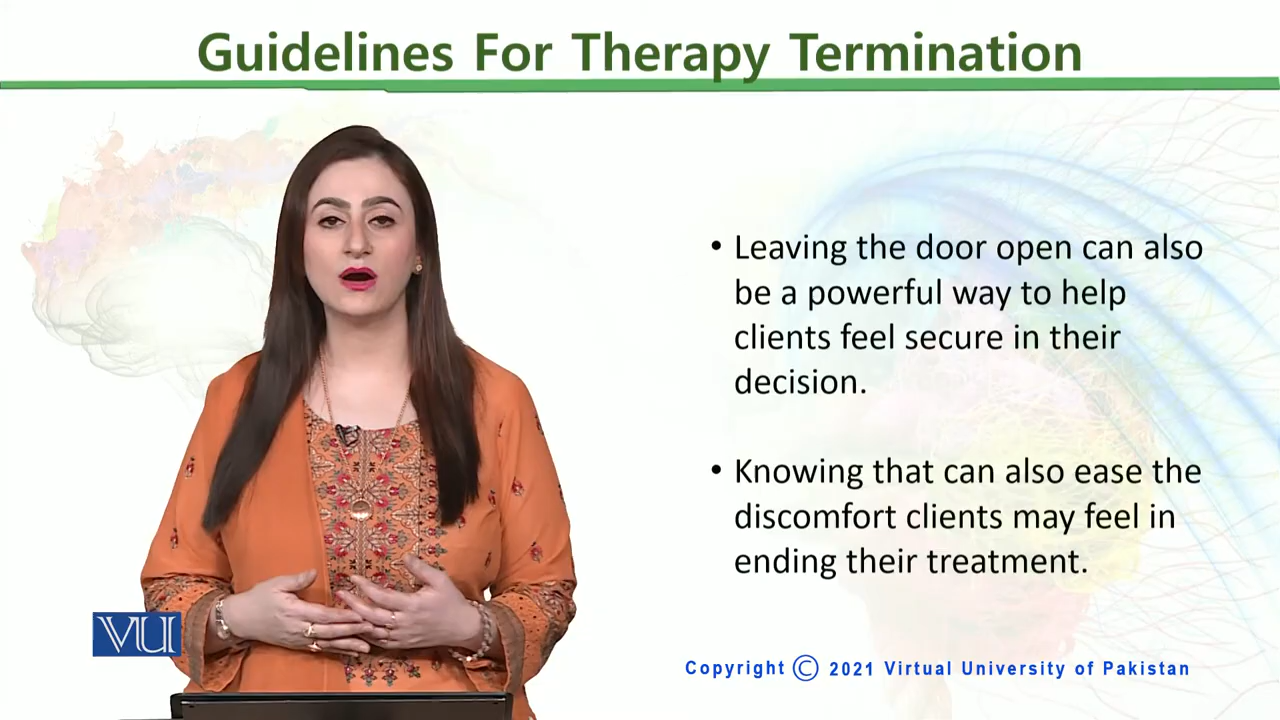 Guidelines For Therapy Termination
• Leaving the door open can also
be a powerful way to help
clients feel secure in their
decision.
• Knowing that can also ease the
discomfort clients may feel in
ending their treatment.
VU
Copyright © 2021 Virtual University of Pakistan